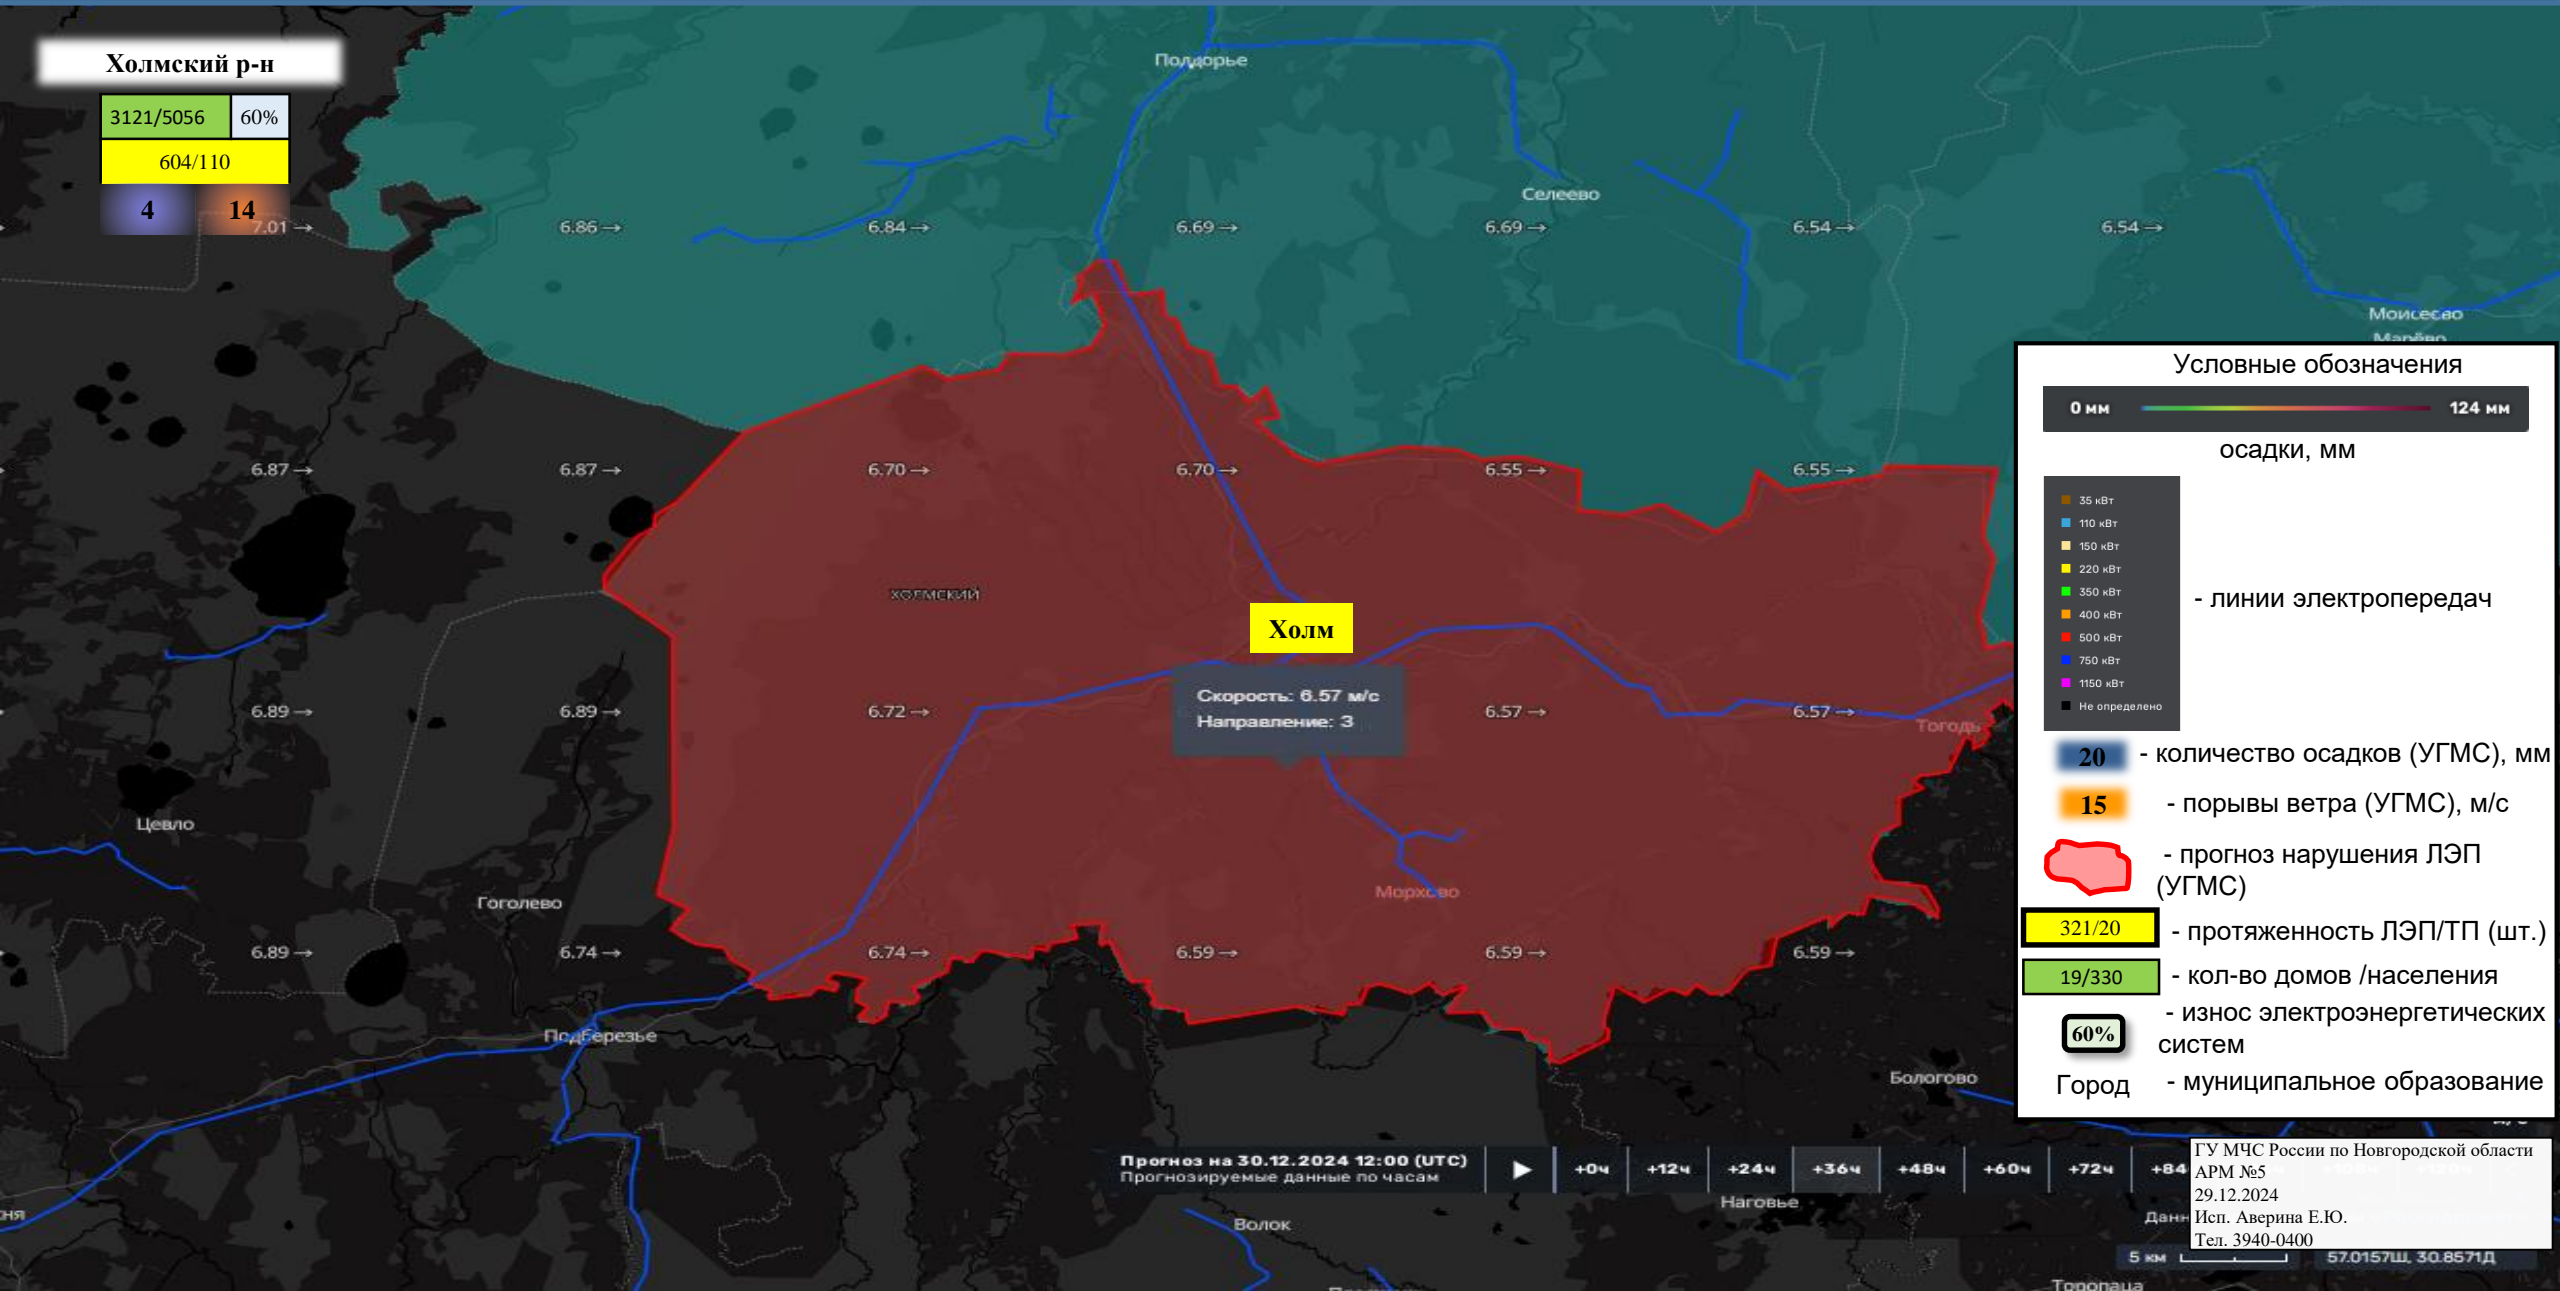 Холмский р-н
3121/5056 60%
604/110
4 14
Поддорье
Селеево
7.01→ 6.86→ 6.84→ 6.69→ 6.69→ 6.54→ 6.54→
Моисеево
Марёво
6.87→ 6.87→ 6.70→ 6.70→ 6.55→ 6.55→
ХОЛМСКИЙ
Холм
Скорость: 6.57 м/с
Направление: З
6.89→ 6.89→ 6.72→ 6.57→ 6.57→
Тогодь
Цевло
Гоголево
Морхово
6.89→ 6.74→ 6.74→ 6.59→ 6.59→ 6.59→
Подберезье
Бологово
Условные обозначения
0 мм 124 мм
осадки, мм
35 кВт
110 кВт
150 кВт
220 кВт
350 кВт
400 кВт
500 кВт
750 кВт
1150 кВт
Не определено
- линии электропередач
20 - количество осадков (УГМС), мм
15 - порывы ветра (УГМС), м/с
- прогноз нарушения ЛЭП
(УГМС)
321/20 - протяженность ЛЭП/ТП (шт.)
19/330 - кол-во домов /населения
60% - износ электроэнергетических
систем
Город - муниципальное образование
Прогноз на 30.12.2024 12:00 (UTC)
Прогнозируемые данные по часам
+0ч +12ч +24ч +36ч +48ч +60ч +72ч +84
Наговье
Волок
ГУ МЧС России по Новгородской области
АРМ №5
29.12.2024
Исп. Аверина Е.Ю.
Тел. 3940-0400
5 км 57.0157Ш, 30.8571Д
Торопаца